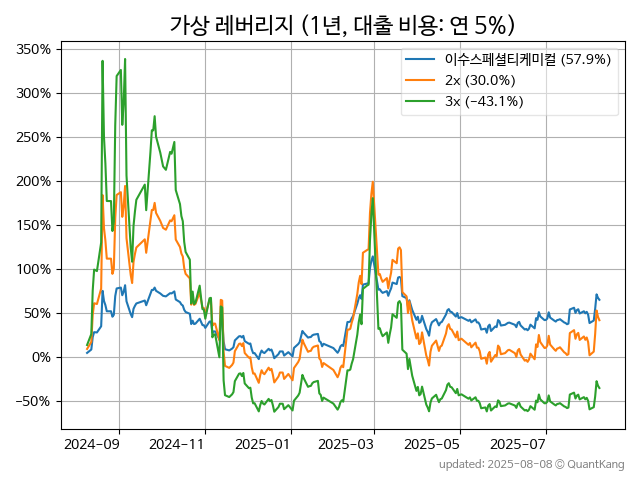 가상 레버리지 (1년, 대출 비용: 연 5%)
350%
300%
250%
200%
150%
100%
50%
0%
−50%
이수스페셜티케미컬 (57.9%)
2x (30.0%)
3x (−43.1%)
2024-09 2024-11 2025-01 2025-03 2025-05 2025-07
updated: 2025-08-08 © QuantKang